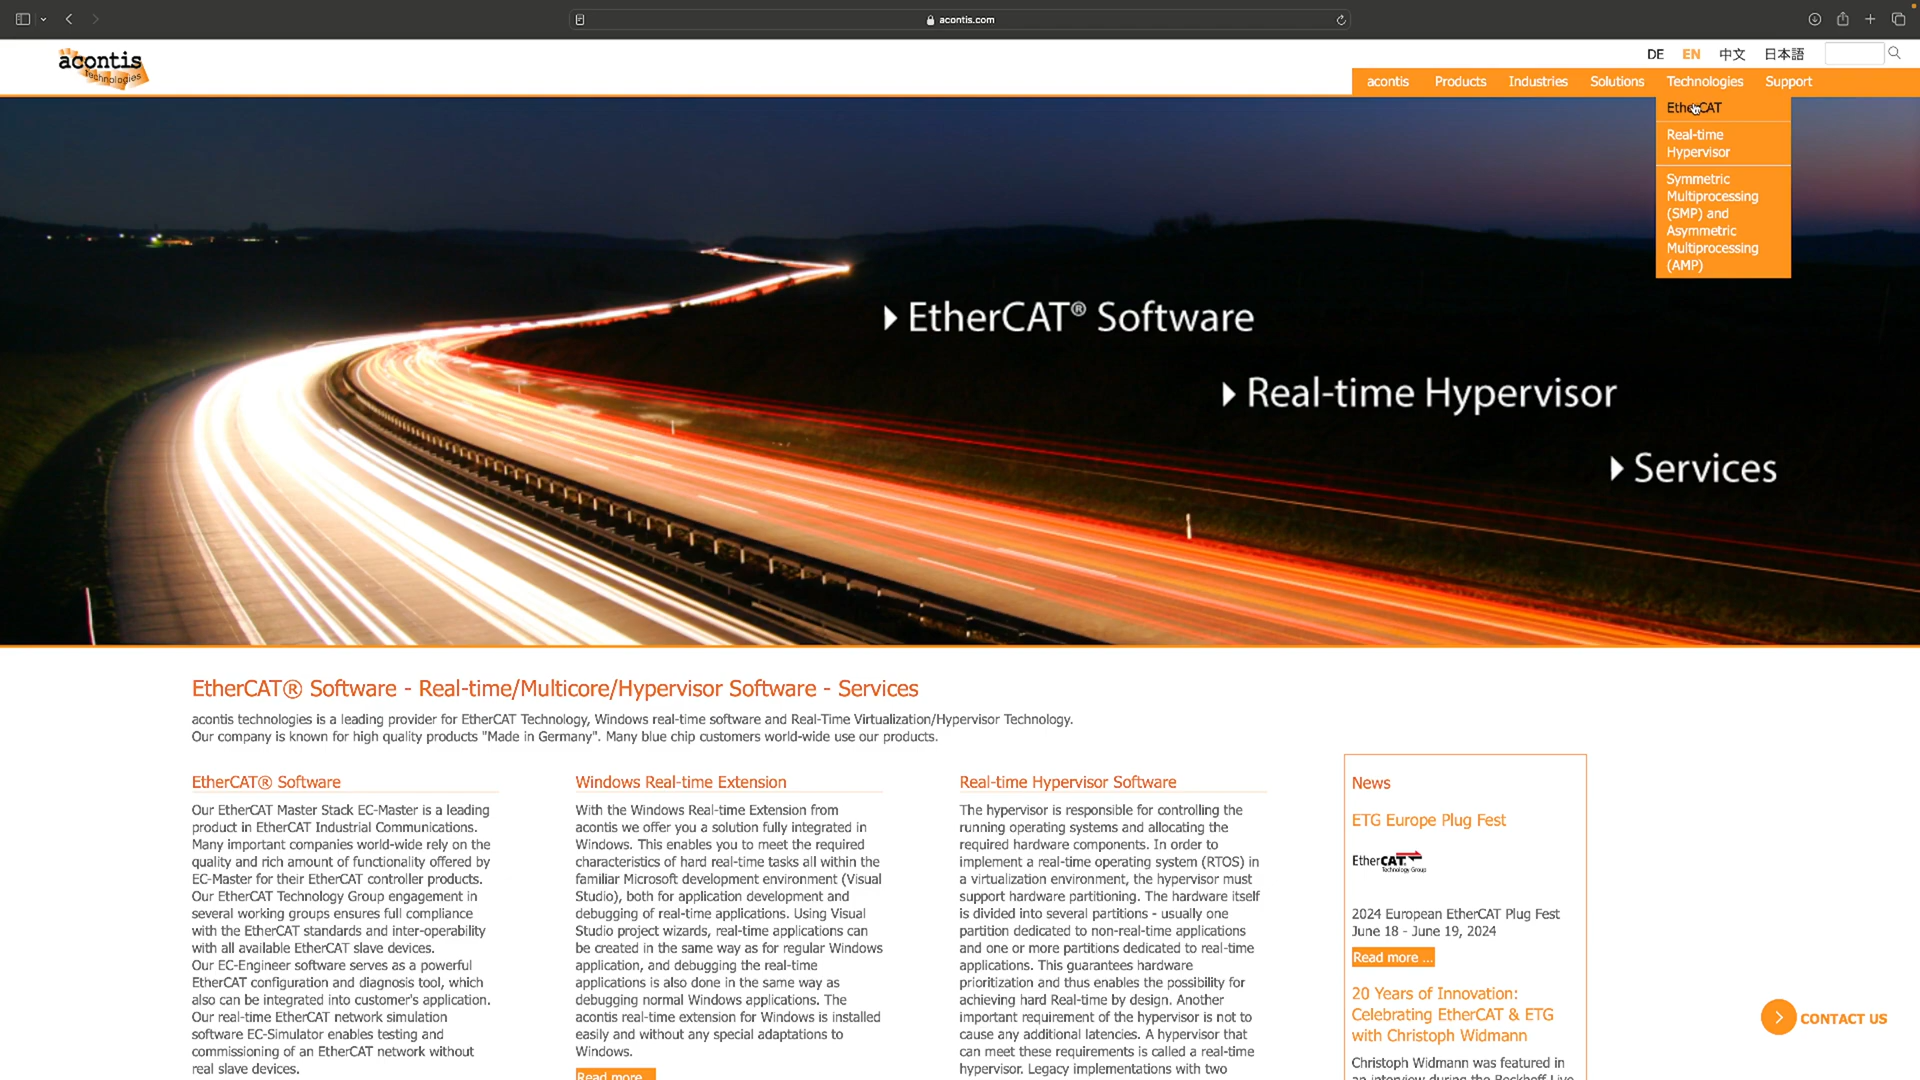 acontis.com
acontis
technologies
DE EN 中文 日本語
acontis Products Industries Solutions Technologies Support
EtherCAT
Real-time
Hypervisor
Symmetric
Multiprocessing
(SMP) and
Asymmetric
Multiprocessing
(AMP)
EtherCAT® Software
Real-time Hypervisor
Services
EtherCAT® Software - Real-time/Multicore/Hypervisor Software - Services
acontis technologies is a leading provider for EtherCAT Technology, Windows real-time software and Real-Time Virtualization/Hypervisor Technology.
Our company is known for high quality products "Made in Germany". Many blue chip customers world-wide use our products.
EtherCAT® Software
Our EtherCAT Master Stack EC-Master is a leading
product in EtherCAT Industrial Communications.
Many important companies world-wide rely on the
quality and rich amount of functionality offered by
EC-Master for their EtherCAT controller products.
Our EtherCAT Technology Group engagement in
several working groups ensures full compliance
with the EtherCAT standards and inter-operability
with all available EtherCAT slave devices.
Our EC-Engineer software serves as a powerful
EtherCAT configuration and diagnosis tool, which
also can be integrated into customer's application.
Our real-time EtherCAT network simulation
software EC-Simulator enables testing and
commissioning of an EtherCAT network without
real slave devices.
Windows Real-time Extension
With the Windows Real-time Extension from
acontis we offer you a solution fully integrated in
Windows. This enables you to meet the required
characteristics of hard real-time tasks all within the
familiar Microsoft development environment (Visual
Studio), both for application development and
debugging of real-time applications. Using Visual
Studio project wizards, real-time applications can
be created in the same way as for regular Windows
application, and debugging the real-time
applications is also done in the same way as
debugging normal Windows applications. The
acontis real-time extension for Windows is installed
easily and without any special adaptations to
Windows.
Read more ...
Real-time Hypervisor Software
The hypervisor is responsible for controlling the
running operating systems and allocating the
required hardware components. In order to
implement a real-time operating system (RTOS) in
a virtualization environment, the hypervisor must
support hardware partitioning. The hardware itself
is divided into several partitions - usually one
partition dedicated to non-real-time applications
and one or more partitions dedicated to real-time
applications. This guarantees hardware
prioritization and thus enables the possibility for
achieving hard Real-time by design. Another
important requirement of the hypervisor is not to
cause any additional latencies. A hypervisor that
can meet these requirements is called a real-time
hypervisor. Legacy implementations with two
News
ETG Europe Plug Fest
EtherCAT
Technology Group
2024 European EtherCAT Plug Fest
June 18 - June 19, 2024
Read more ...
20 Years of Innovation:
Celebrating EtherCAT & ETG
with Christoph Widmann
Christoph Widmann was featured in
an interview during the Beckhoff Live
CONTACT US